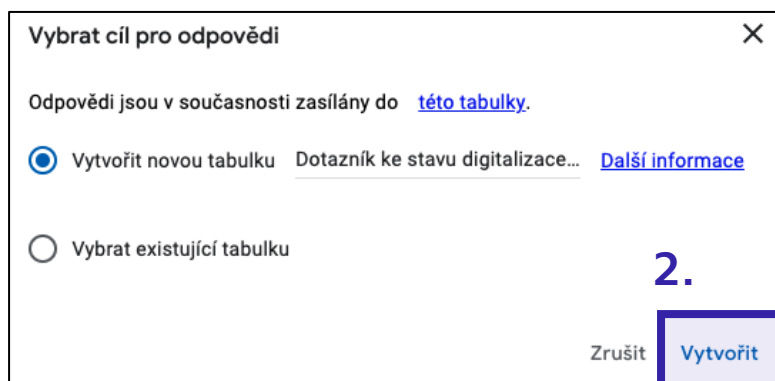 Vybrat cíl pro odpovědi
Odpovědi jsou v současnosti zasílány do této tabulky.
Vytvořit novou tabulku Dotazník ke stavu digitalizace... Další informace
Vybrat existující tabulku
2.
Zrušit Vytvořit